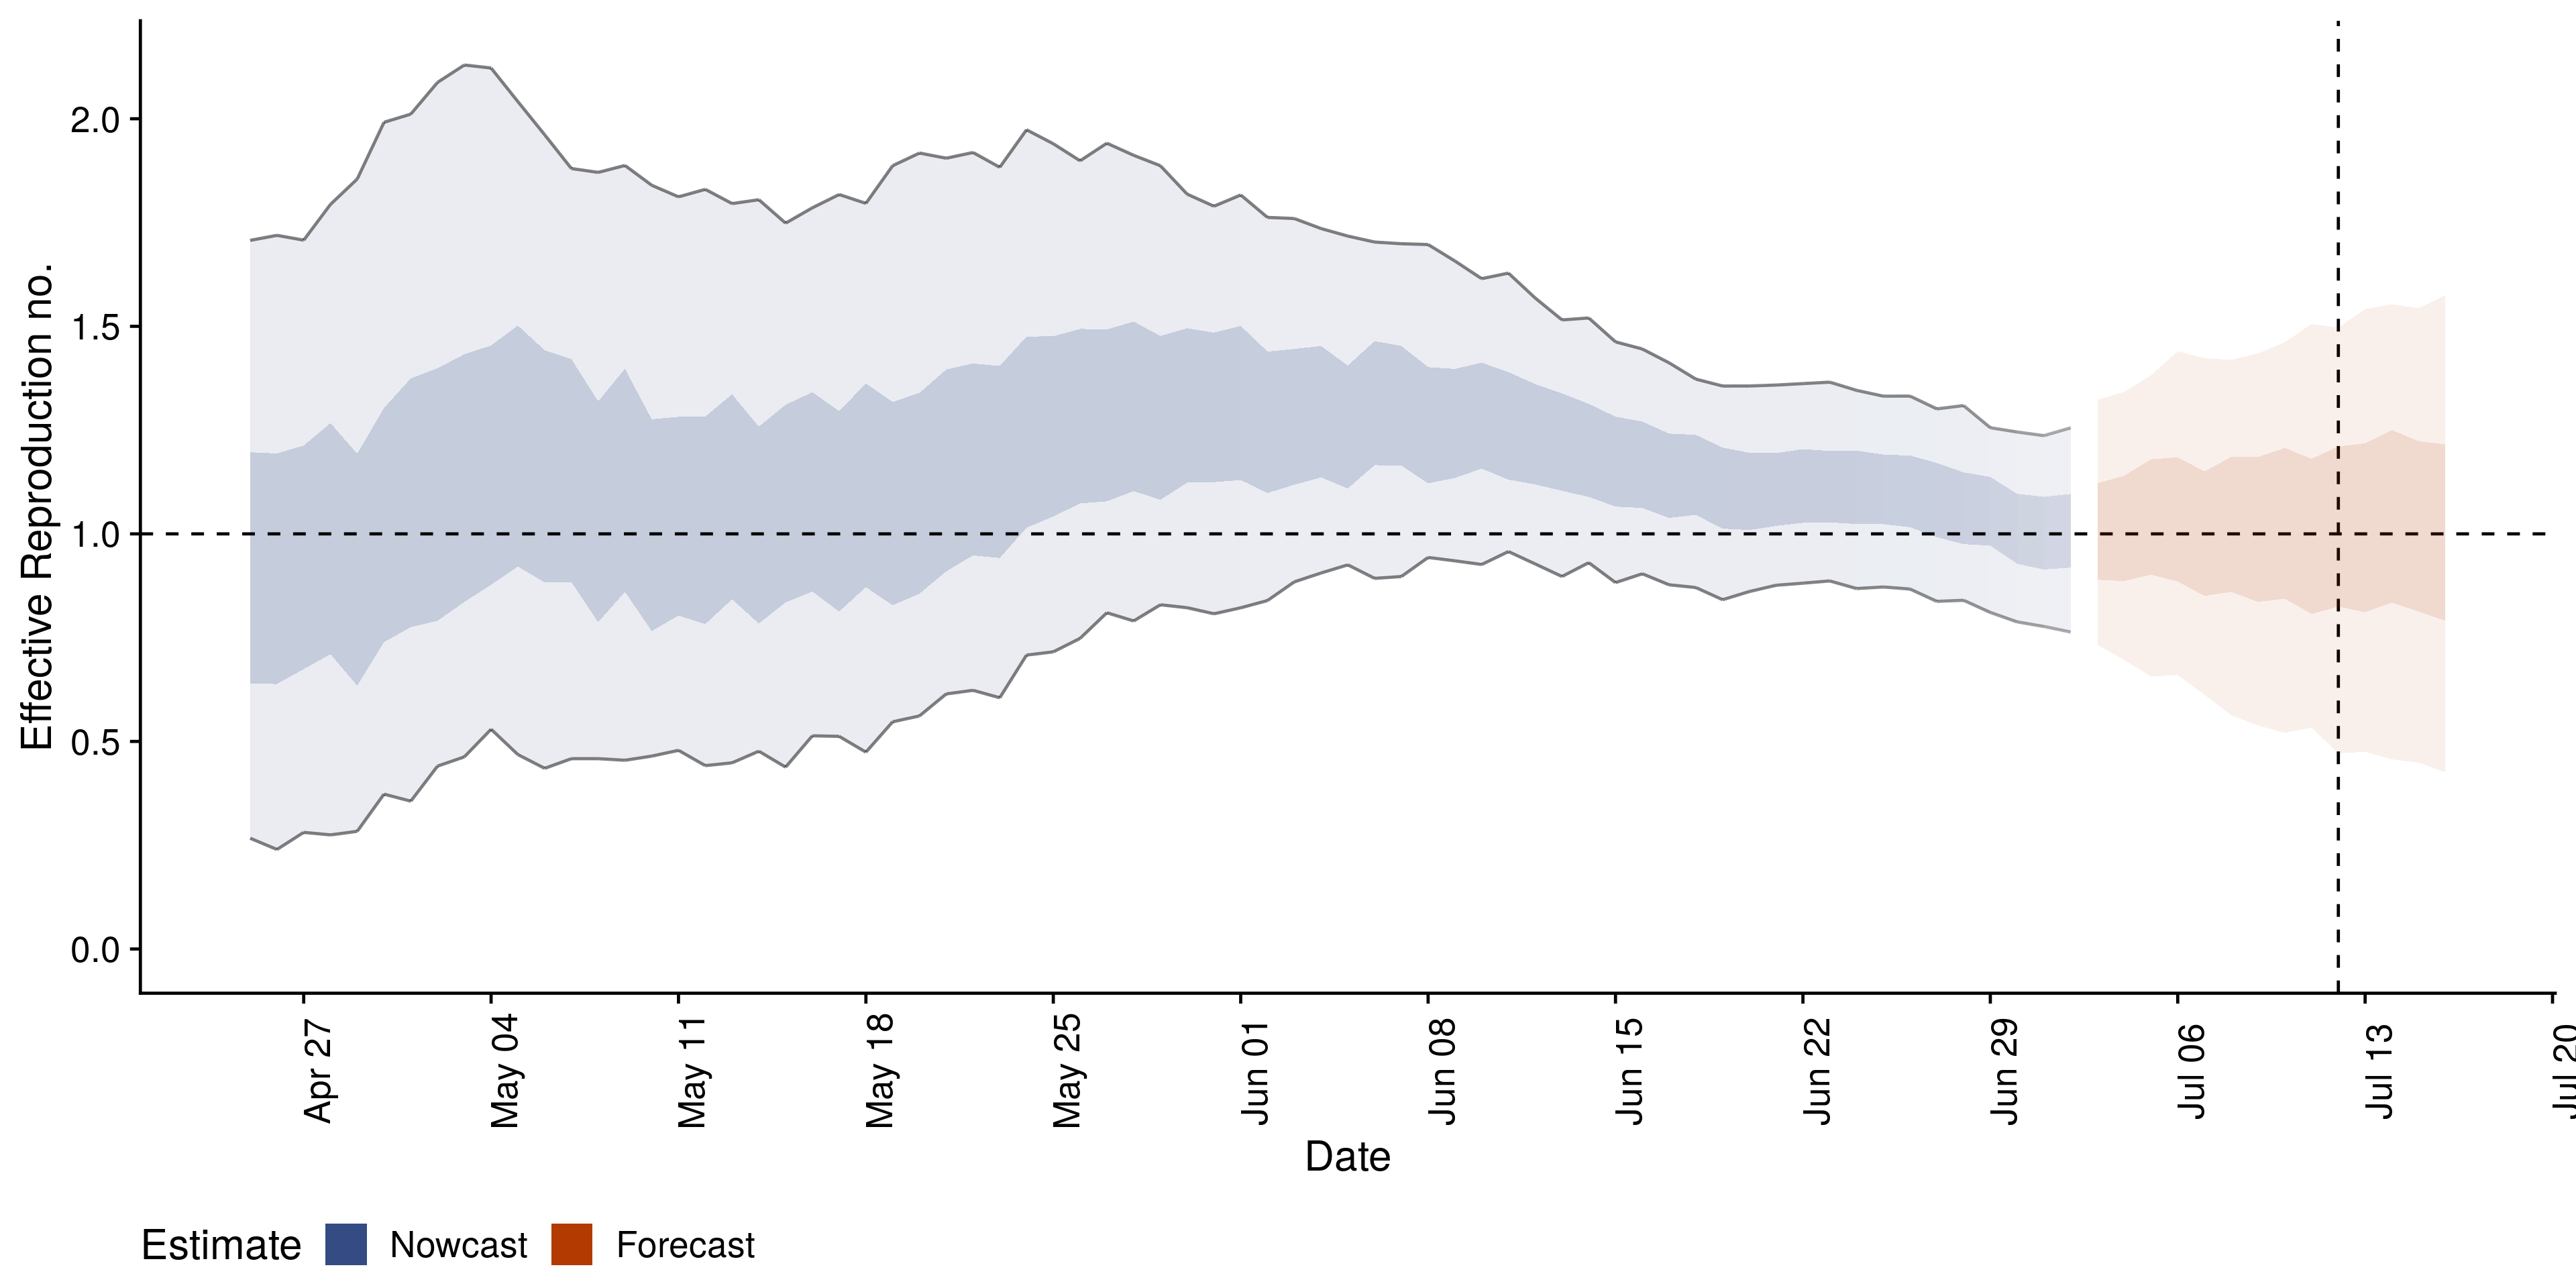 Effective Reproduction no.
2.0
1.5
1.0
0.5
0.0
Apr 27
May 04
May 11
May 18
May 25
Jun 01
Jun 08
Jun 15
Jun 22
Jun 29
Jul 06
Jul 13
Jul 20
Date
Estimate Nowcast Forecast